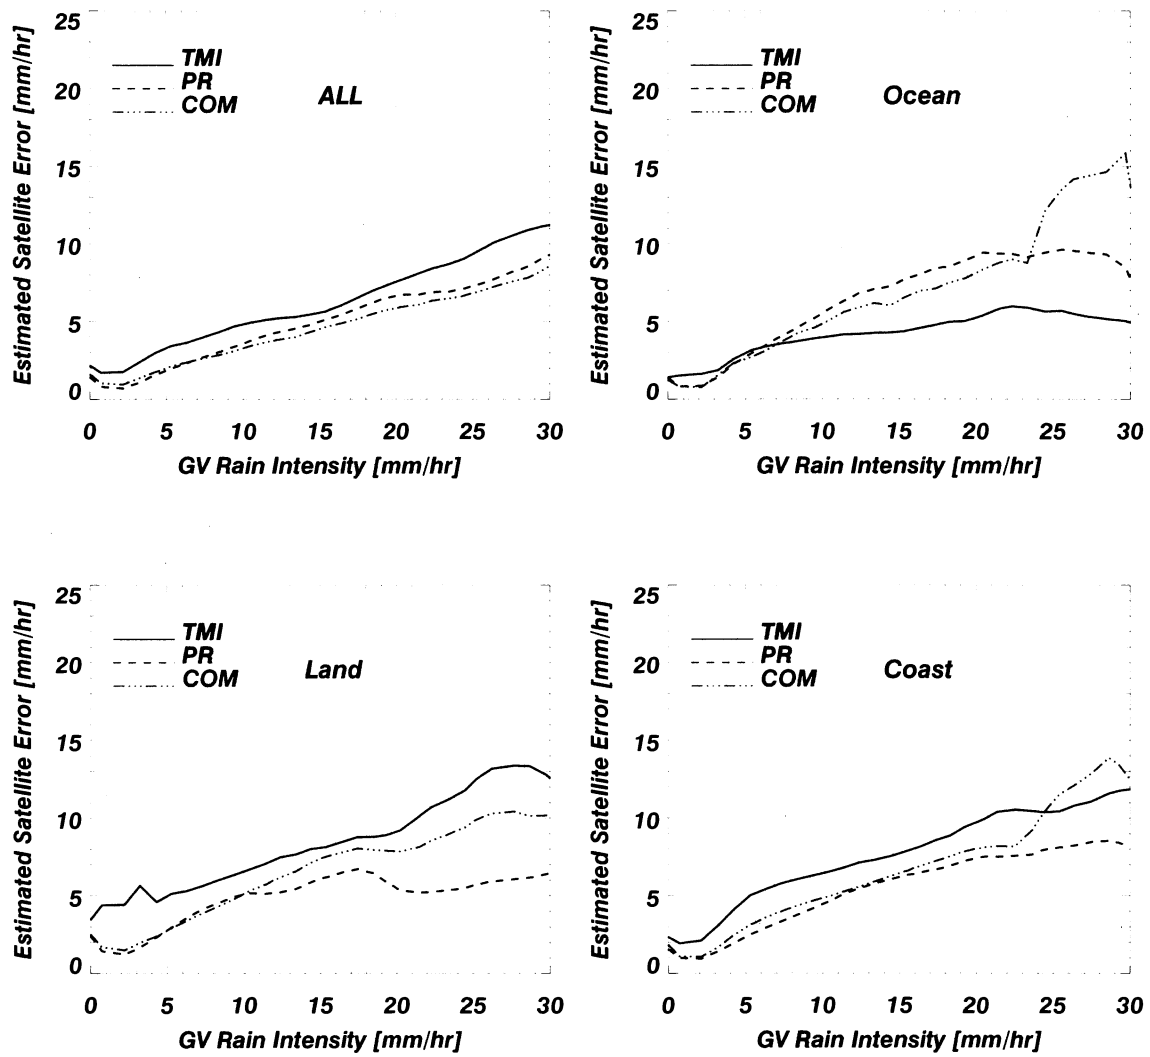 Estimated Satellite Error [mm/hr]
25
20
15
10
5
0
TMI
PR
COM
ALL
0 5 10 15 20 25 30
GV Rain Intensity [mm/hr]
Estimated Satellite Error [mm/hr]
25
20
15
10
5
0
TMI
PR
COM
Ocean
0 5 10 15 20 25 30
GV Rain Intensity [mm/hr]
Estimated Satellite Error [mm/hr]
25
20
15
10
5
0
TMI
PR
COM
Land
0 5 10 15 20 25 30
GV Rain Intensity [mm/hr]
Estimated Satellite Error [mm/hr]
25
20
15
10
5
0
TMI
PR
COM
Coast
0 5 10 15 20 25 30
GV Rain Intensity [mm/hr]